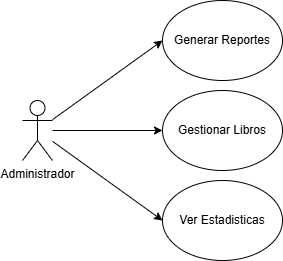 Generar Reportes
Gestionar Libros
Administrador
Ver Estadisticas